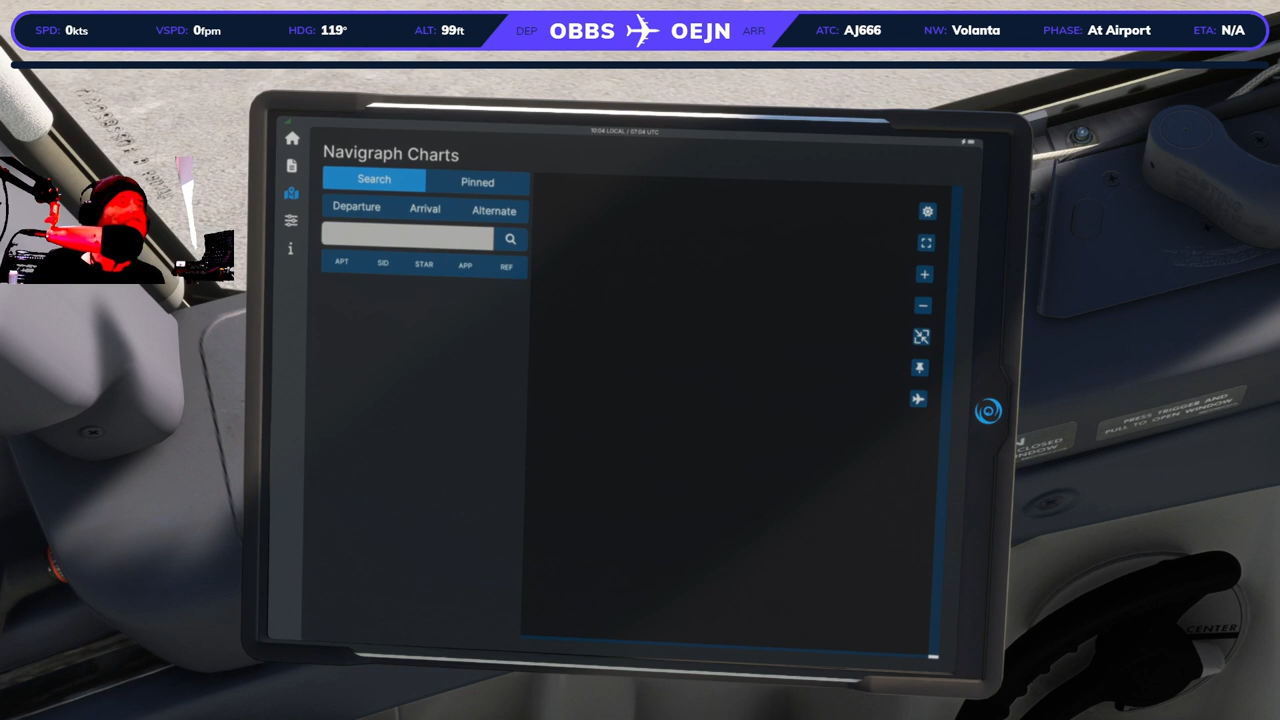 SPD: 0kts VSPD: 0fpm HDG: 119° ALT: 99ft DEP OBBS OEJN ARR ATC: AJ666 NW: Volanta PHASE: At Airport ETA: N/A
10:04 LOCAL / 07:04 UTC
Navigraph Charts
Search Pinned
Departure Arrival Alternate
APT SID STAR APP REF
PRESS TRIGGER AND
PULL TO OPEN WINDOW
CLOSED
CENTER